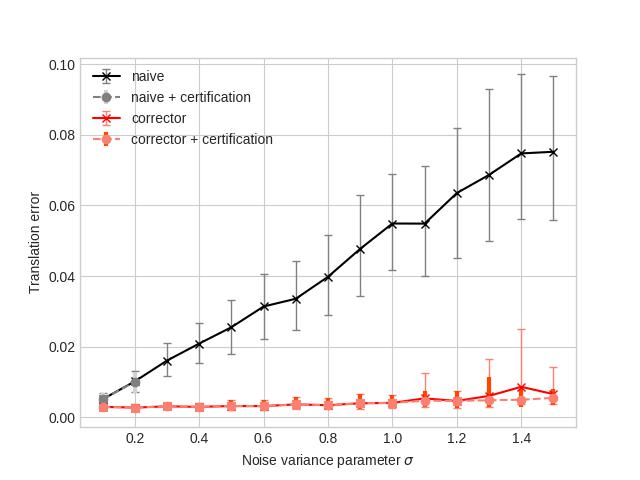 0.10
0.08
0.06
0.04
0.02
0.00
Translation error
naive
naive + certification
corrector
corrector + certification
0.2 0.4 0.6 0.8 1.0 1.2 1.4
Noise variance parameter σ